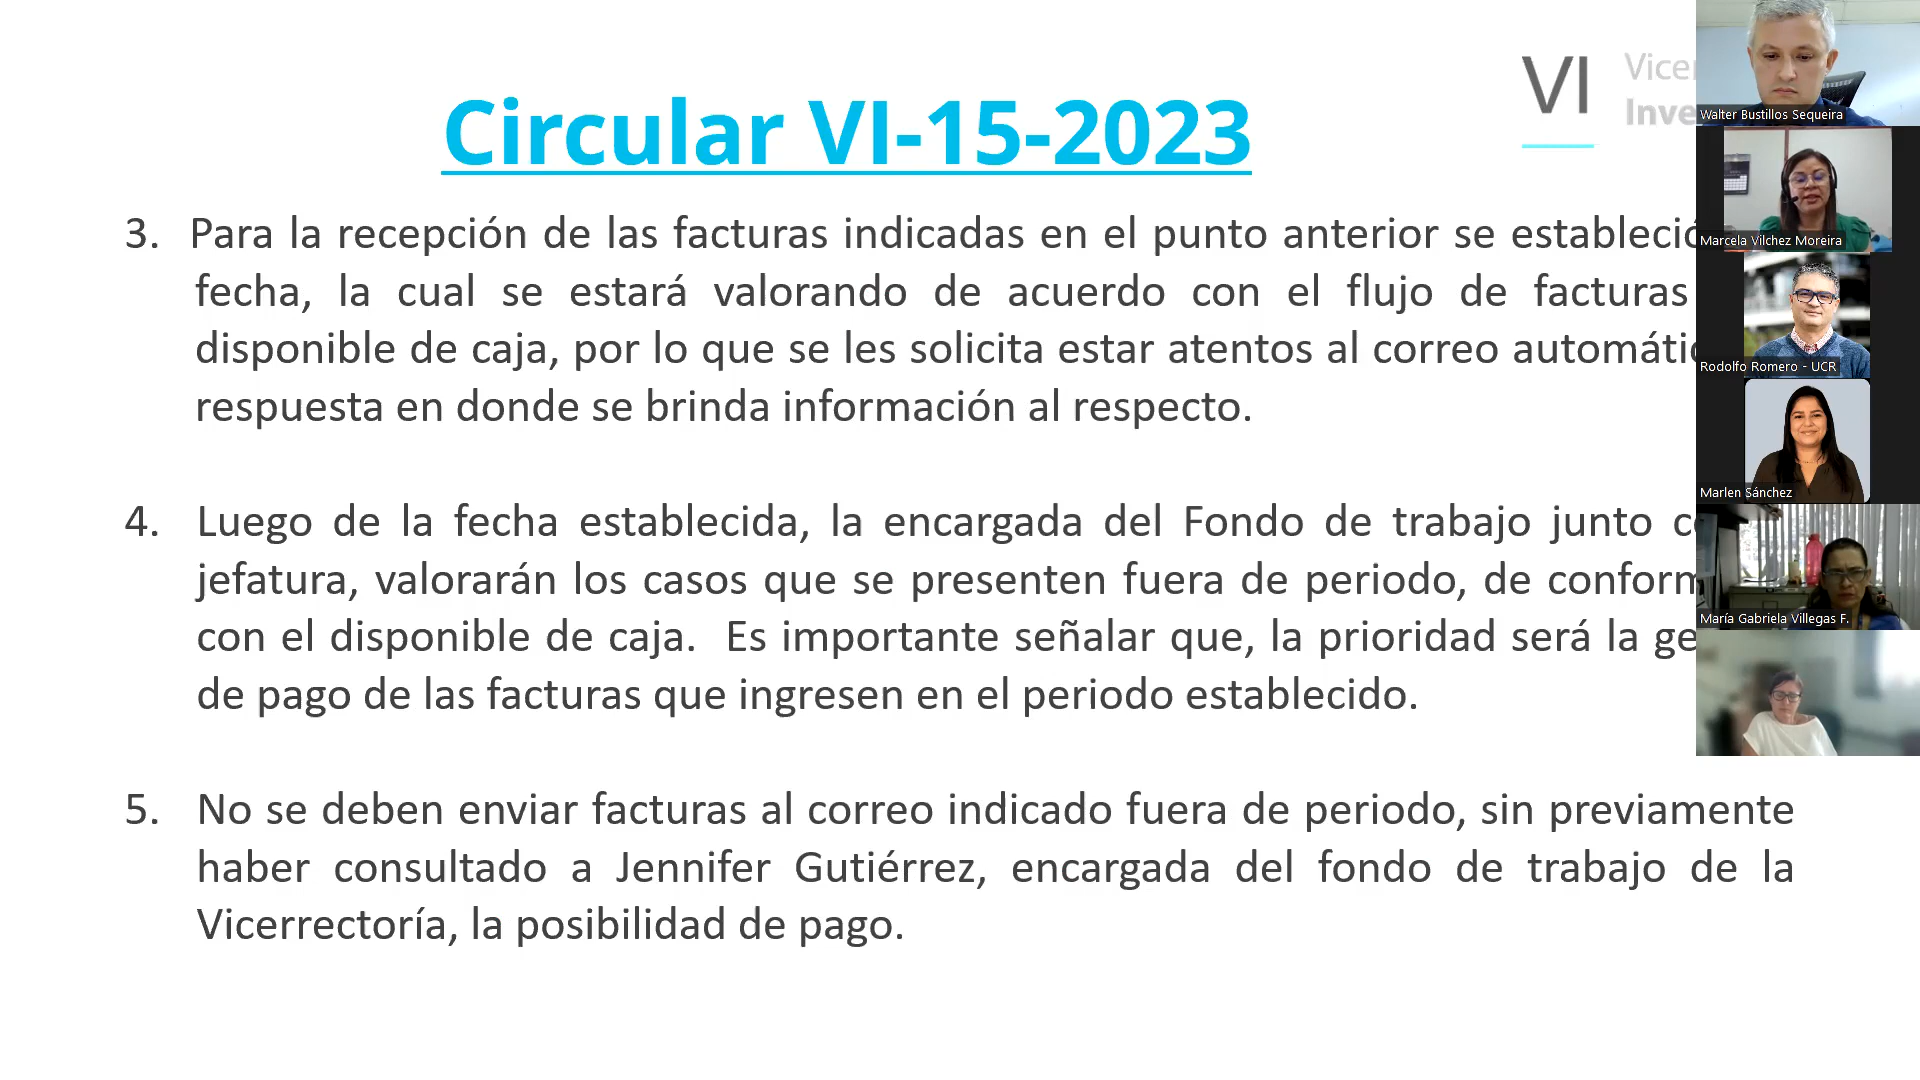 Circular VI-15-2023
VI
3. Para la recepción de las facturas indicadas en el punto anterior se estableció
fecha, la cual se estará valorando de acuerdo con el flujo de facturas
disponible de caja, por lo que se les solicita estar atentos al correo
respuesta en donde se brinda información al respecto.
4. Luego de la fecha establecida, la encargada del Fondo de trabajo junto
jefatura, valorarán los casos que se presenten fuera de periodo, de
con el disponible de caja. Es importante señalar que, la prioridad será la
de pago de las facturas que ingresen en el periodo establecido.
5. No se deben enviar facturas al correo indicado fuera de periodo, sin previamente
haber consultado a Jennifer Gutiérrez, encargada del fondo de trabajo de la
Vicerrectoría, la posibilidad de pago.
Walter Bustillos Sequeira
Marcela Vilchez Moreira
Rodolfo Romero - UCR
Marlen Sánchez
María Gabriela Villegas F.